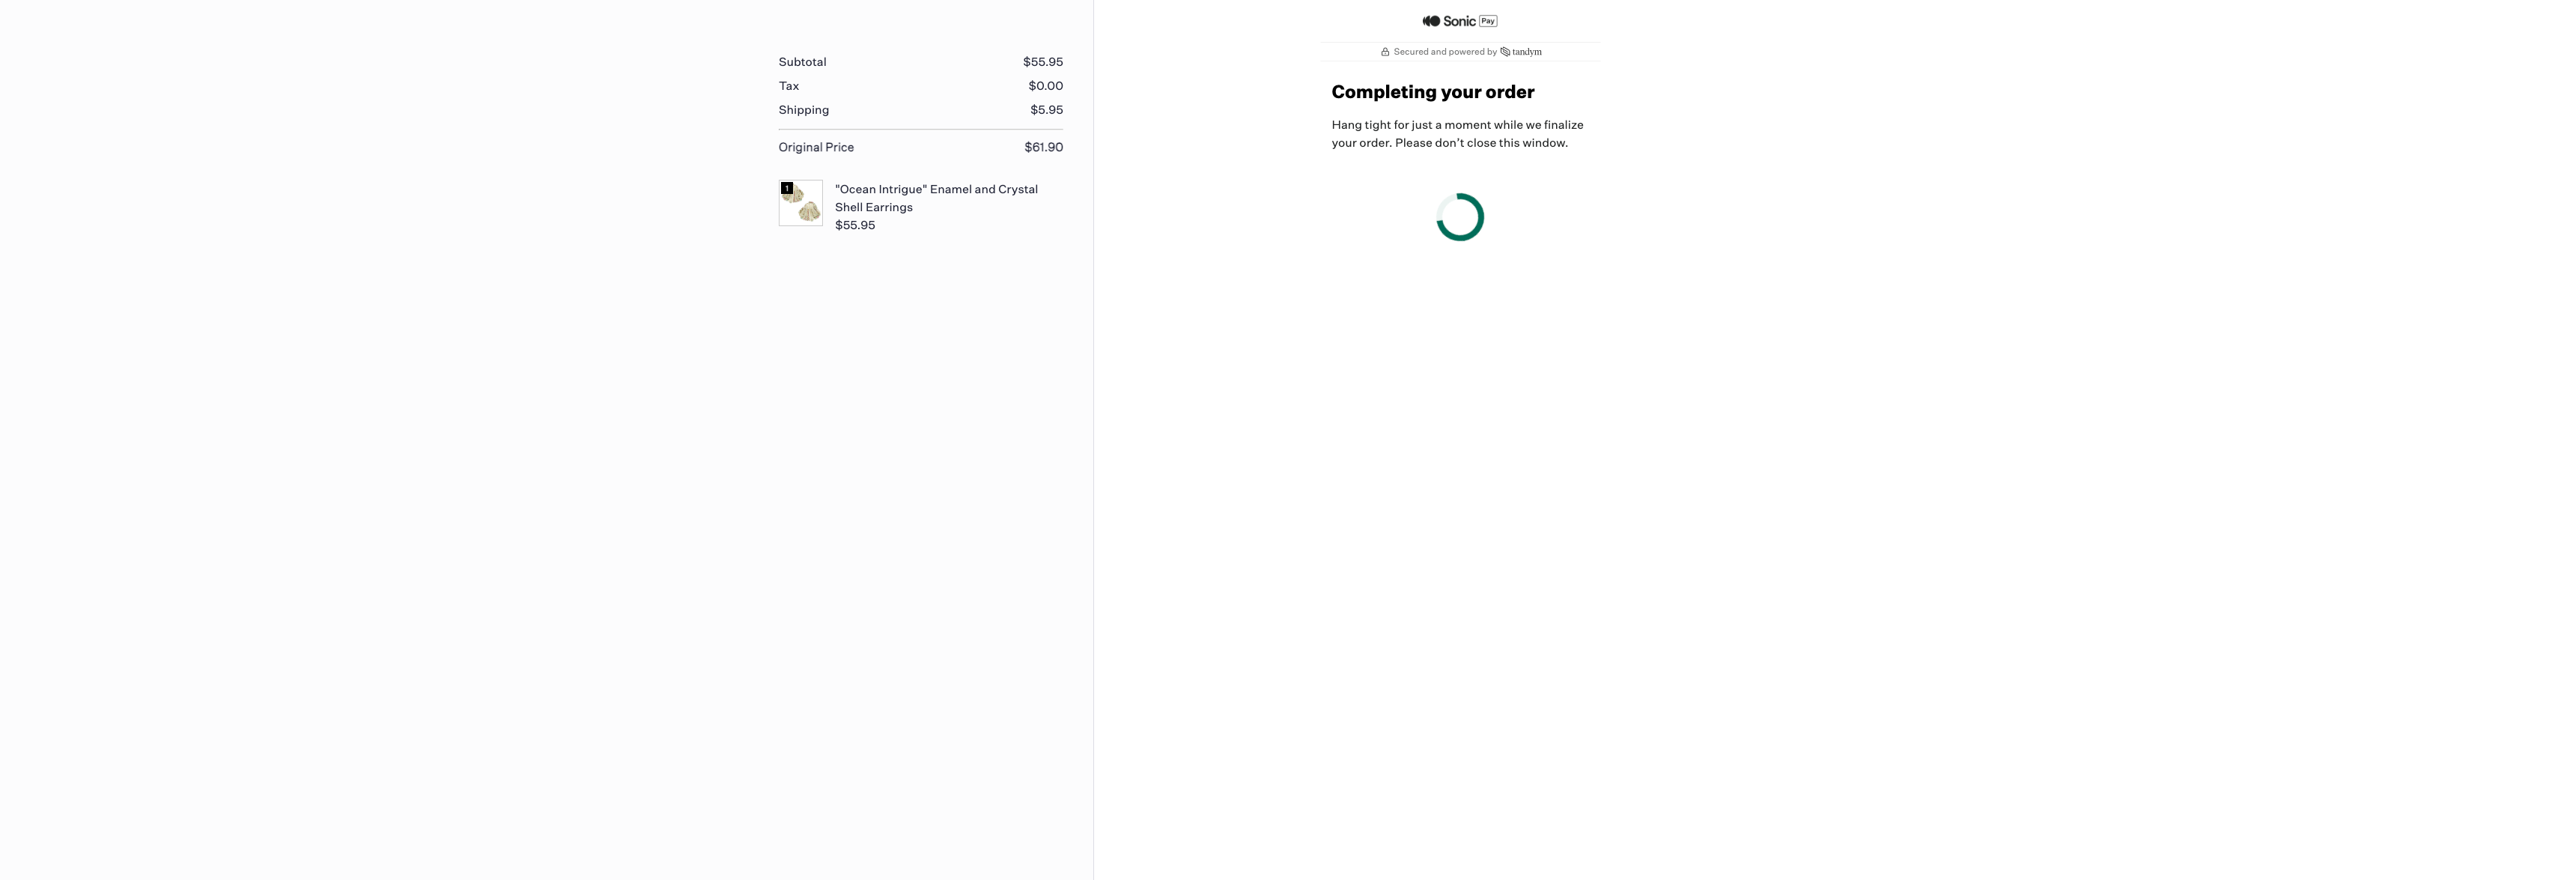 Subtotal $55.95
Tax $0.00
Shipping $5.95
Original Price $61.90
1
"Ocean Intrigue" Enamel and Crystal
Shell Earrings
$55.95
Sonic Pay
Secured and powered by tandym
Completing your order
Hang tight for just a moment while we finalize
your order. Please don’t close this window.